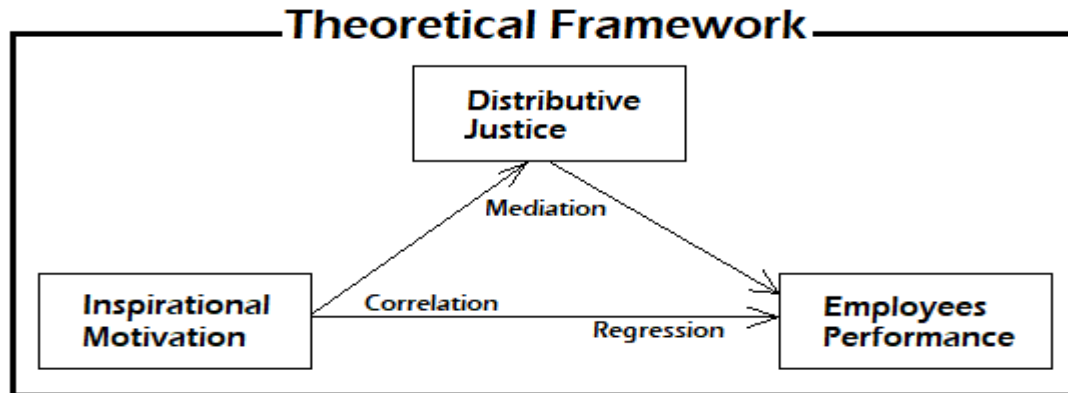 Theoretical Framework
Distributive
Justice
Mediation
Inspirational
Motivation
Correlation
Regression
Employees
Performance